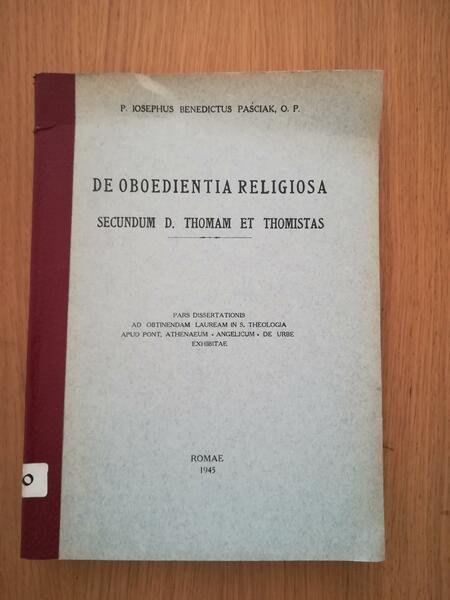 P. IOSEPHUS BENEDICTUS PAŚCIAK, O. P.
DE OBOEDIENTIA RELIGIOSA
SECUNDUM D. THOMAM ET THOMISTAS
PARS DISSERTATIONIS
AD OBTINENDAM LAUREAM IN S. THEOLOGIA
APUD PONT. ATHENAEUM « ANGELICUM » DE URBE
EXHIBITAE
ROMAE
1945
O